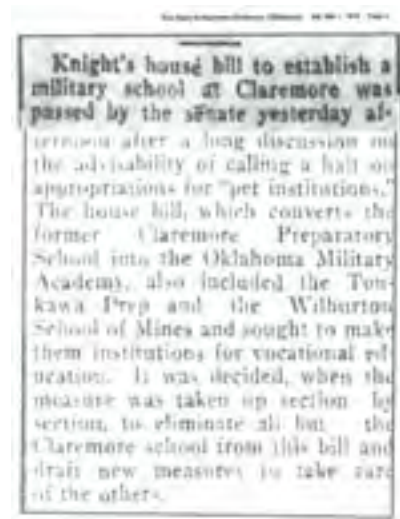 Knight's house bill to establish a
military school at Claremore was
passed by the senate yesterday af-
ternoon after a long discussion on
the advisability of calling a halt on
appropriations for "pet institutions."
The house bill, which converts the
former Claremore Preparatory
School into the Oklahoma Military
Academy, also included the Ton-
kawa Prep and the Wilburton
School of Mines and sought to make
them institutions for vocational ed-
ucation. It was decided, when the
measure was taken up section by
section, to eliminate all but the
Claremore school from this bill and
draft new measures to take care
of the others.